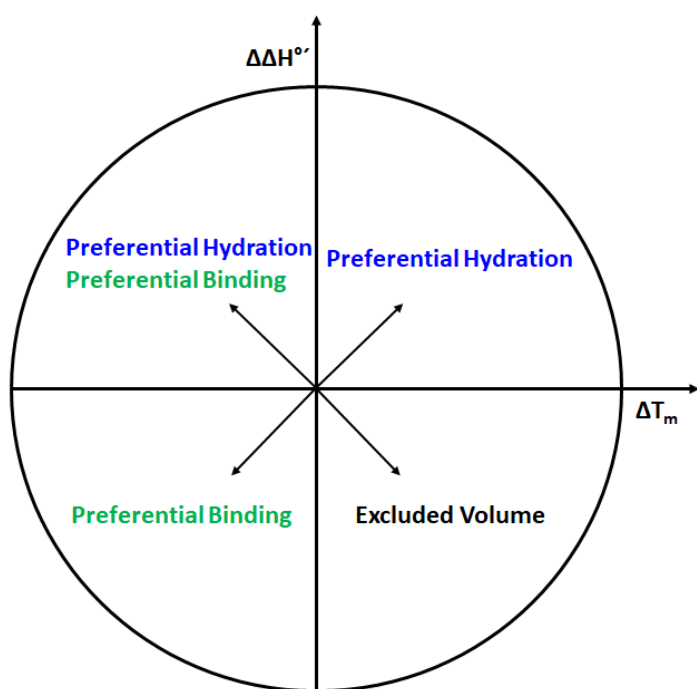 ΔΔH°′
Preferential Hydration
Preferential Binding
Preferential Hydration
ΔTm
Preferential Binding
Excluded Volume